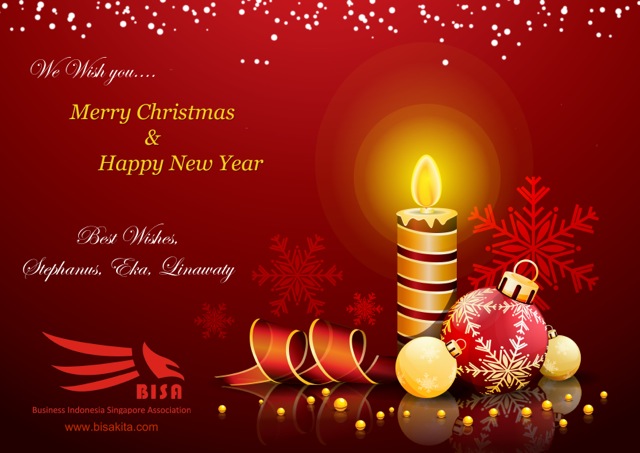 We Wish you....
Merry Christmas
&
Happy New Year
Best Wishes,
Stephanus, Eka, Linawaty
BISA
Business Indonesia Singapore Association
www.bisakita.com